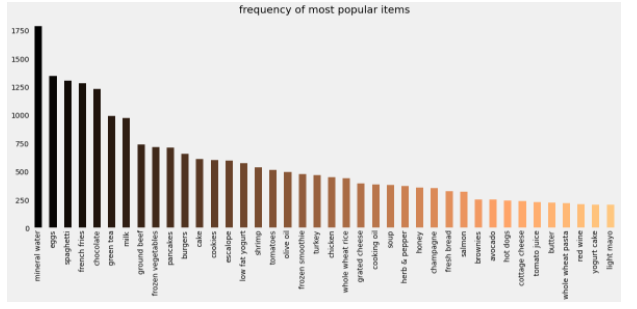 frequency of most popular items
1750
1500
1250
1000
750
500
250
0
mineral water
eggs
spaghetti
french fries
chocolate
green tea
milk
ground beef
frozen vegetables
pancakes
burgers
cake
cookies
escalope
low fat yogurt
shrimp
tomatoes
olive oil
frozen smoothie
turkey
chicken
whole wheat rice
grated cheese
cooking oil
soup
herb & pepper
honey
champagne
fresh bread
salmon
brownies
avocado
hot dogs
cottage cheese
tomato juice
butter
whole wheat pasta
red wine
yogurt cake
light mayo